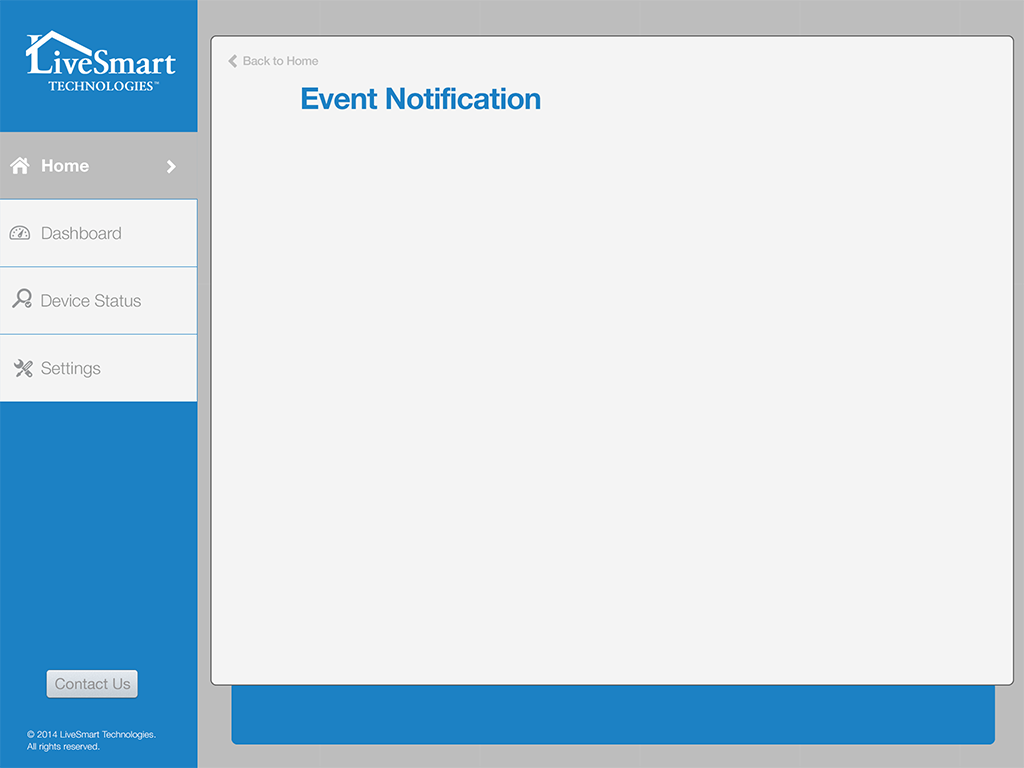 LiveSmart
TECHNOLOGIES™
Home
Dashboard
Device Status
Settings
Contact Us
© 2014 LiveSmart Technologies.
All rights reserved.
Back to Home
Event Notification